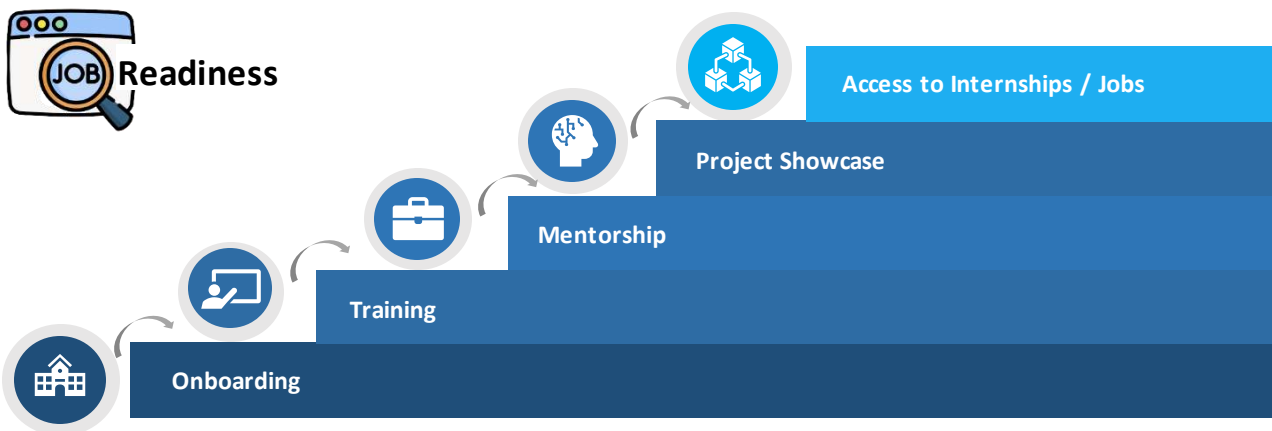 JOB Readiness
Access to Internships / Jobs
Project Showcase
Mentorship
Training
Onboarding